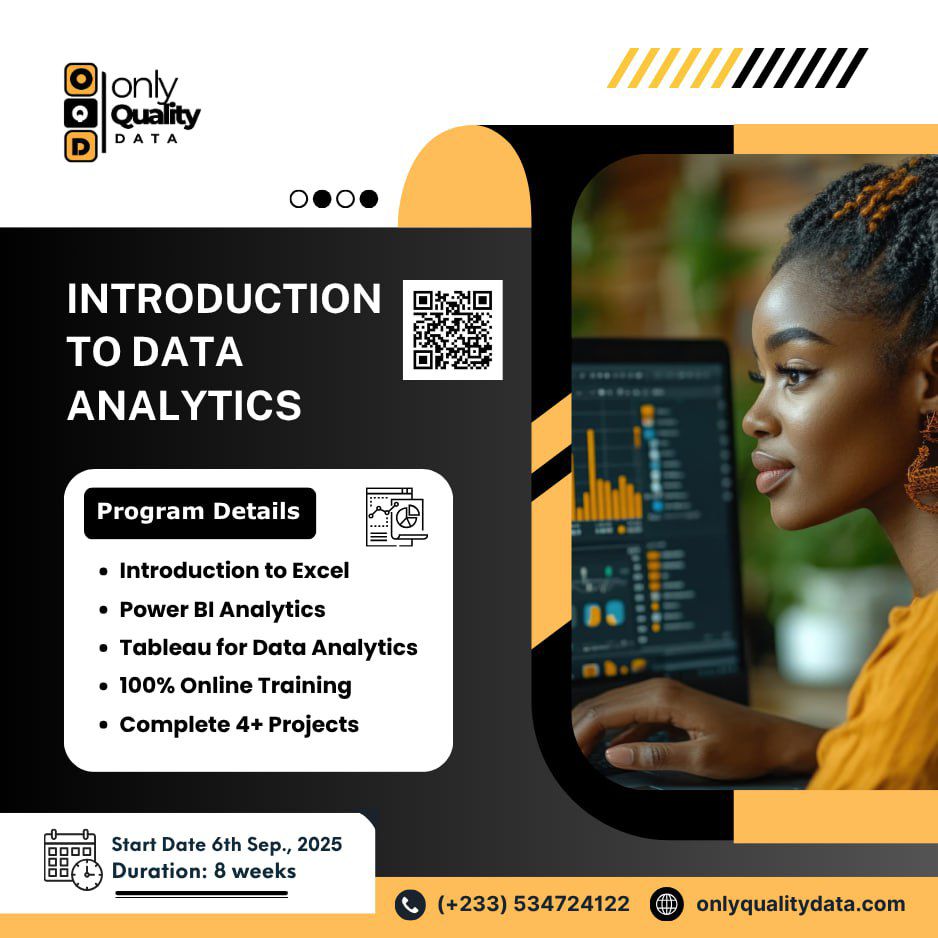 O
Q
D
only
Quality
DATA
INTRODUCTION
TO DATA
ANALYTICS
Program Details
Introduction to Excel
Power BI Analytics
Tableau for Data Analytics
100% Online Training
Complete 4+ Projects
Start Date 6th Sep., 2025
Duration: 8 weeks
(+233) 534724122
onlyqualitydata.com